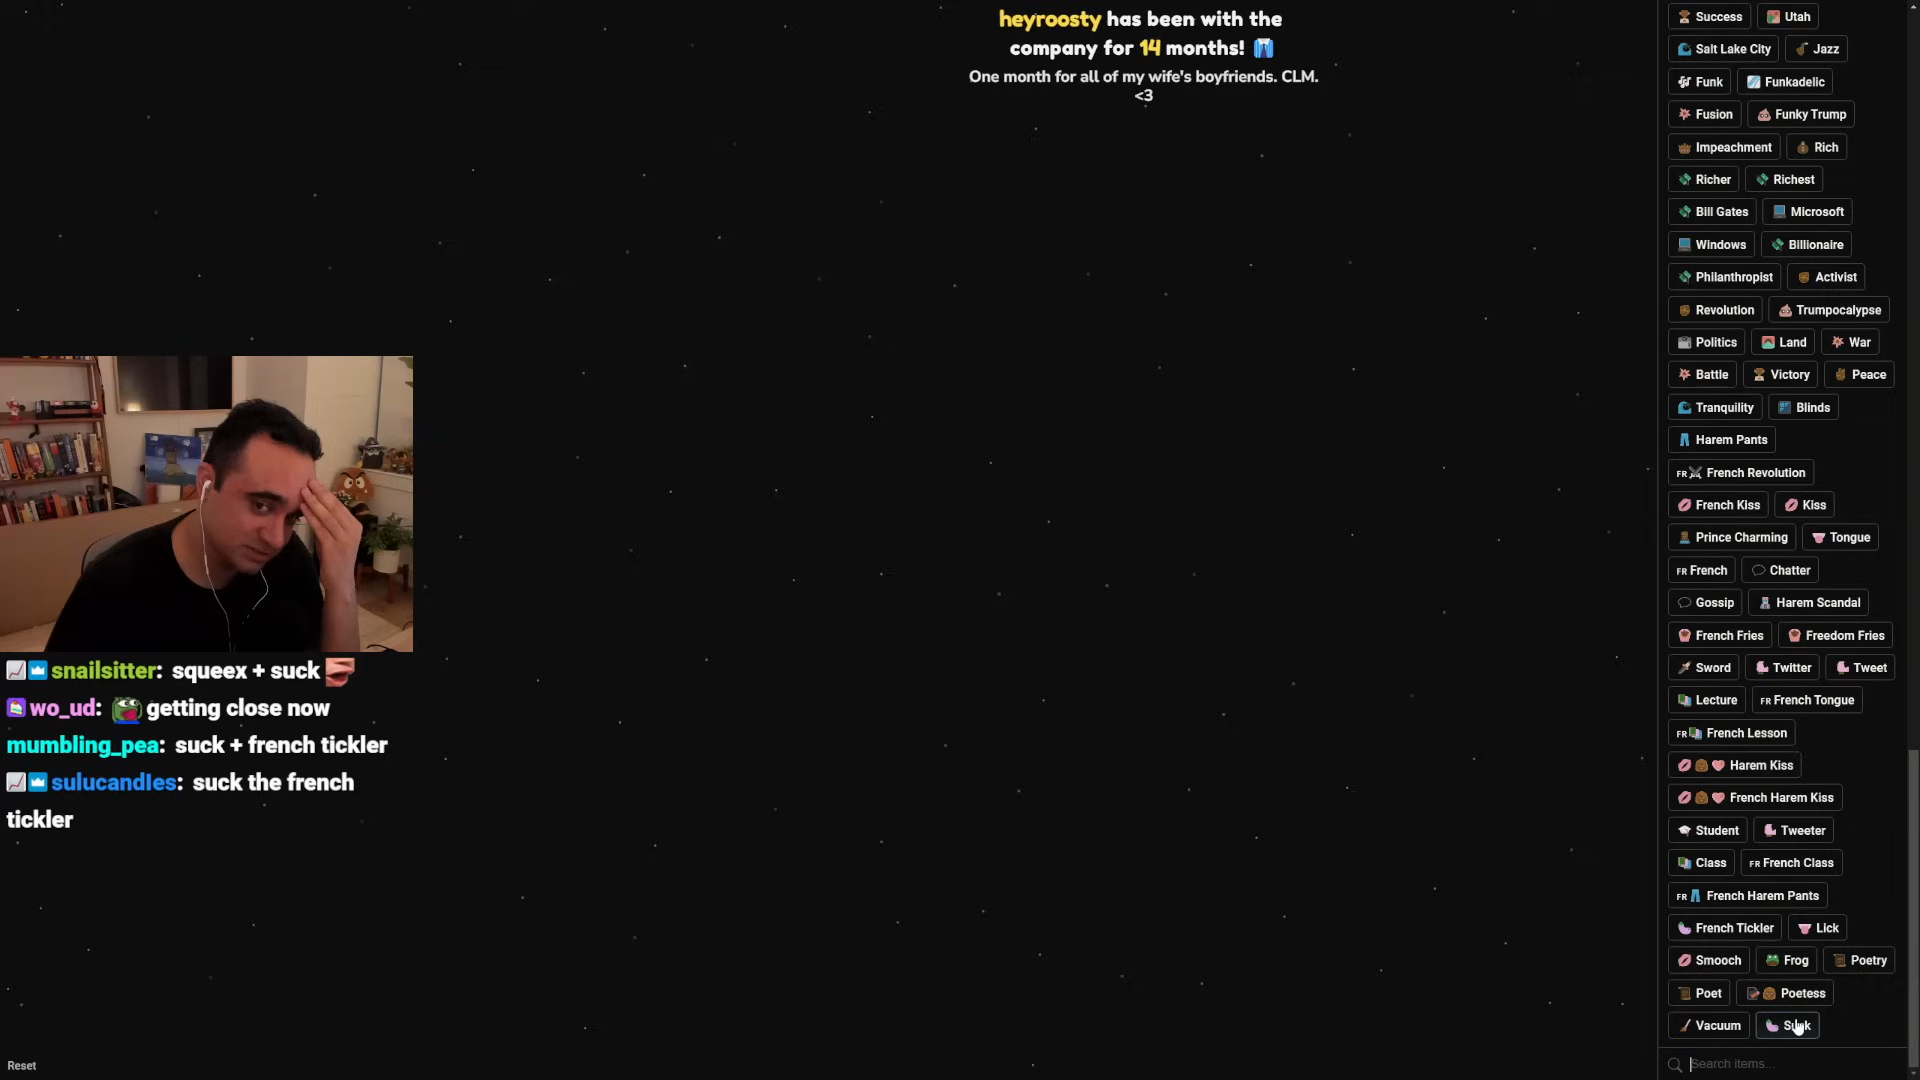 heyroosty has been with the
company for 14 months!
One month for all of my wife's boyfriends. CLM.
<3
Success Utah
Salt Lake City Jazz
Funk Funkadelic
Fusion Funky Trump
Impeachment Rich
Richer Richest
Bill Gates Microsoft
Windows Billionaire
Philanthropist Activist
Revolution Trumpocalypse
Politics Land War
Battle Victory Peace
Tranquility Blinds
Harem Pants
FR French Revolution
French Kiss Kiss
Prince Charming Tongue
FR French Chatter
Gossip Harem Scandal
French Fries Freedom Fries
Sword Twitter Tweet
Lecture FR French Tongue
FR French Lesson
Harem Kiss
French Harem Kiss
Student Tweeter
Class FR French Class
FR French Harem Pants
French Tickler Lick
Smooch Frog Poetry
Poet Poetess
Vacuum Suck
Search items...
snailsitter: squeex + suck
wo_ud: getting close now
mumbling_pea: suck + french tickler
sulucandles: suck the french
tickler
Reset